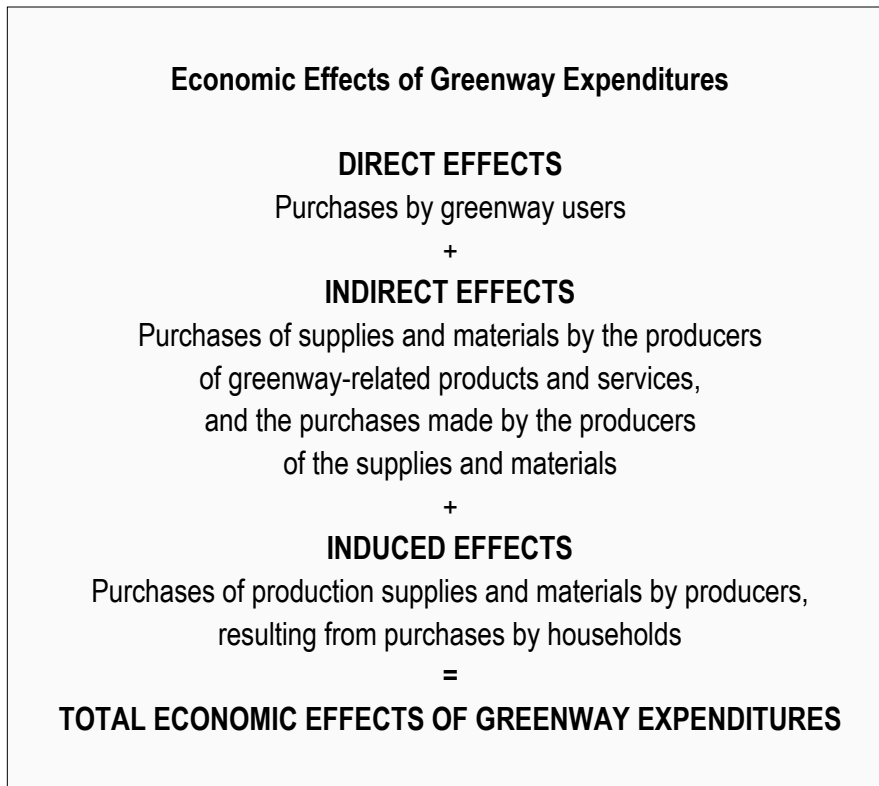 Economic Effects of Greenway Expenditures
DIRECT EFFECTS
Purchases by greenway users
+
INDIRECT EFFECTS
Purchases of supplies and materials by the producers
of greenway-related products and services,
and the purchases made by the producers
of the supplies and materials
+
INDUCED EFFECTS
Purchases of production supplies and materials by producers,
resulting from purchases by households
=
TOTAL ECONOMIC EFFECTS OF GREENWAY EXPENDITURES